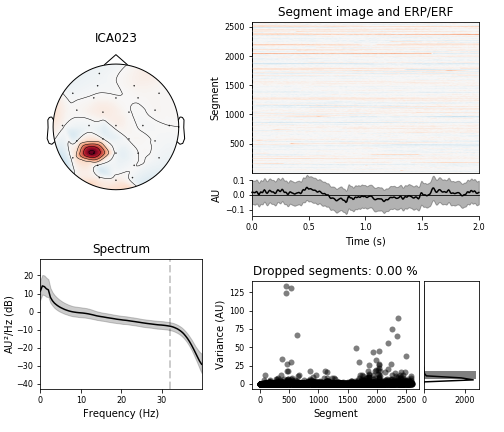 ICA023
Segment image and ERP/ERF
2500
2000
1500
1000
500
Segment
0.1
0.0
−0.1
AU
0.0 0.5 1.0 1.5 2.0
Time (s)
Spectrum
20
10
0
−10
−20
−30
−40
AU²/Hz (dB)
0 10 20 30
Frequency (Hz)
Dropped segments: 0.00 %
125
100
75
50
25
0
Variance (AU)
0 500 1000 1500 2000 2500
Segment
0 2000